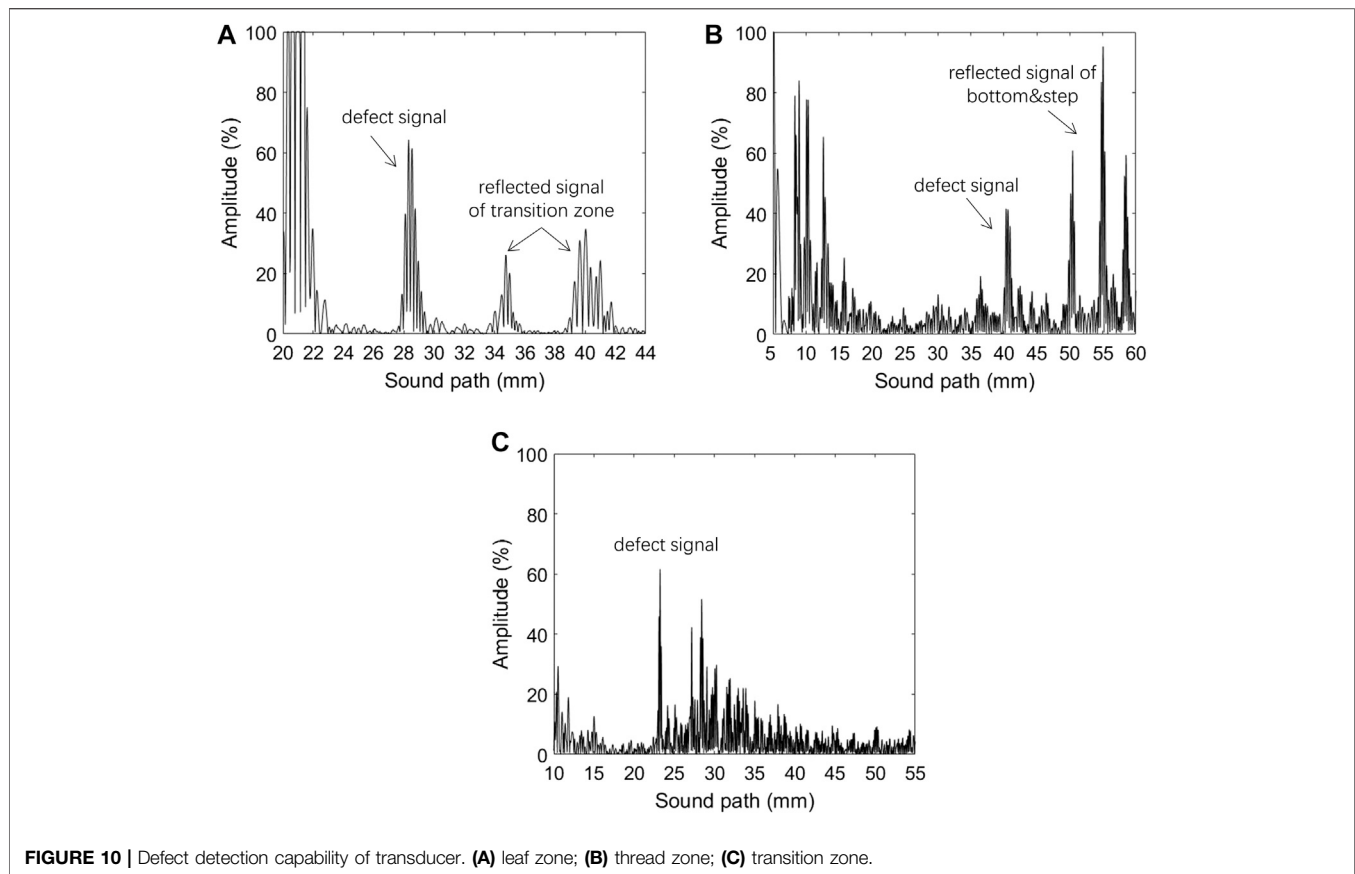 A
100
80
60
40
20
0
Amplitude (%)
defect signal
reflected signal
of transition zone
20 22 24 26 28 30 32 34 36 38 40 42 44
Sound path (mm)
B
100
80
60
40
20
0
Amplitude (%)
reflected signal of
bottom&step
defect signal
5 10 15 20 25 30 35 40 45 50 55 60
Sound path (mm)
C
100
80
60
40
20
0
Amplitude (%)
defect signal
10 15 20 25 30 35 40 45 50 55
Sound path (mm)
FIGURE 10 | Defect detection capability of transducer. (A) leaf zone; (B) thread zone; (C) transition zone.